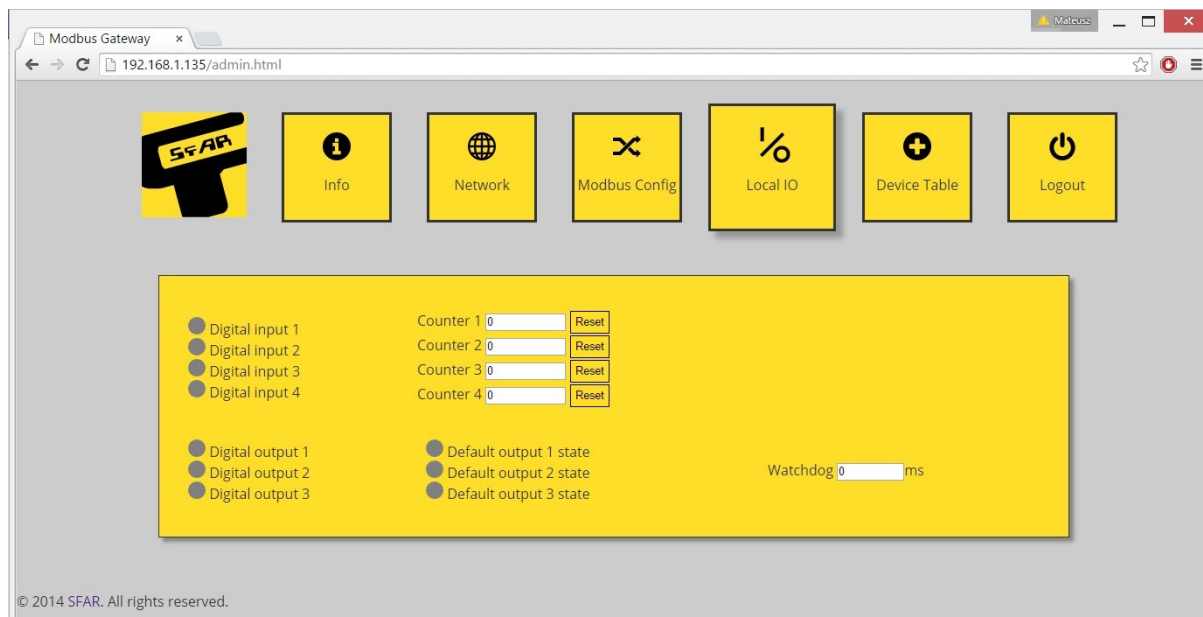 Mateusz
Modbus Gateway
192.168.1.135/admin.html
SFAR
Info
Network
Modbus Config
Local IO
Device Table
Logout
Digital input 1
Digital input 2
Digital input 3
Digital input 4
Counter 1 0 Reset
Counter 2 0 Reset
Counter 3 0 Reset
Counter 4 0 Reset
Digital output 1
Digital output 2
Digital output 3
Default output 1 state
Default output 2 state
Default output 3 state
Watchdog 0 ms
© 2014 SFAR. All rights reserved.